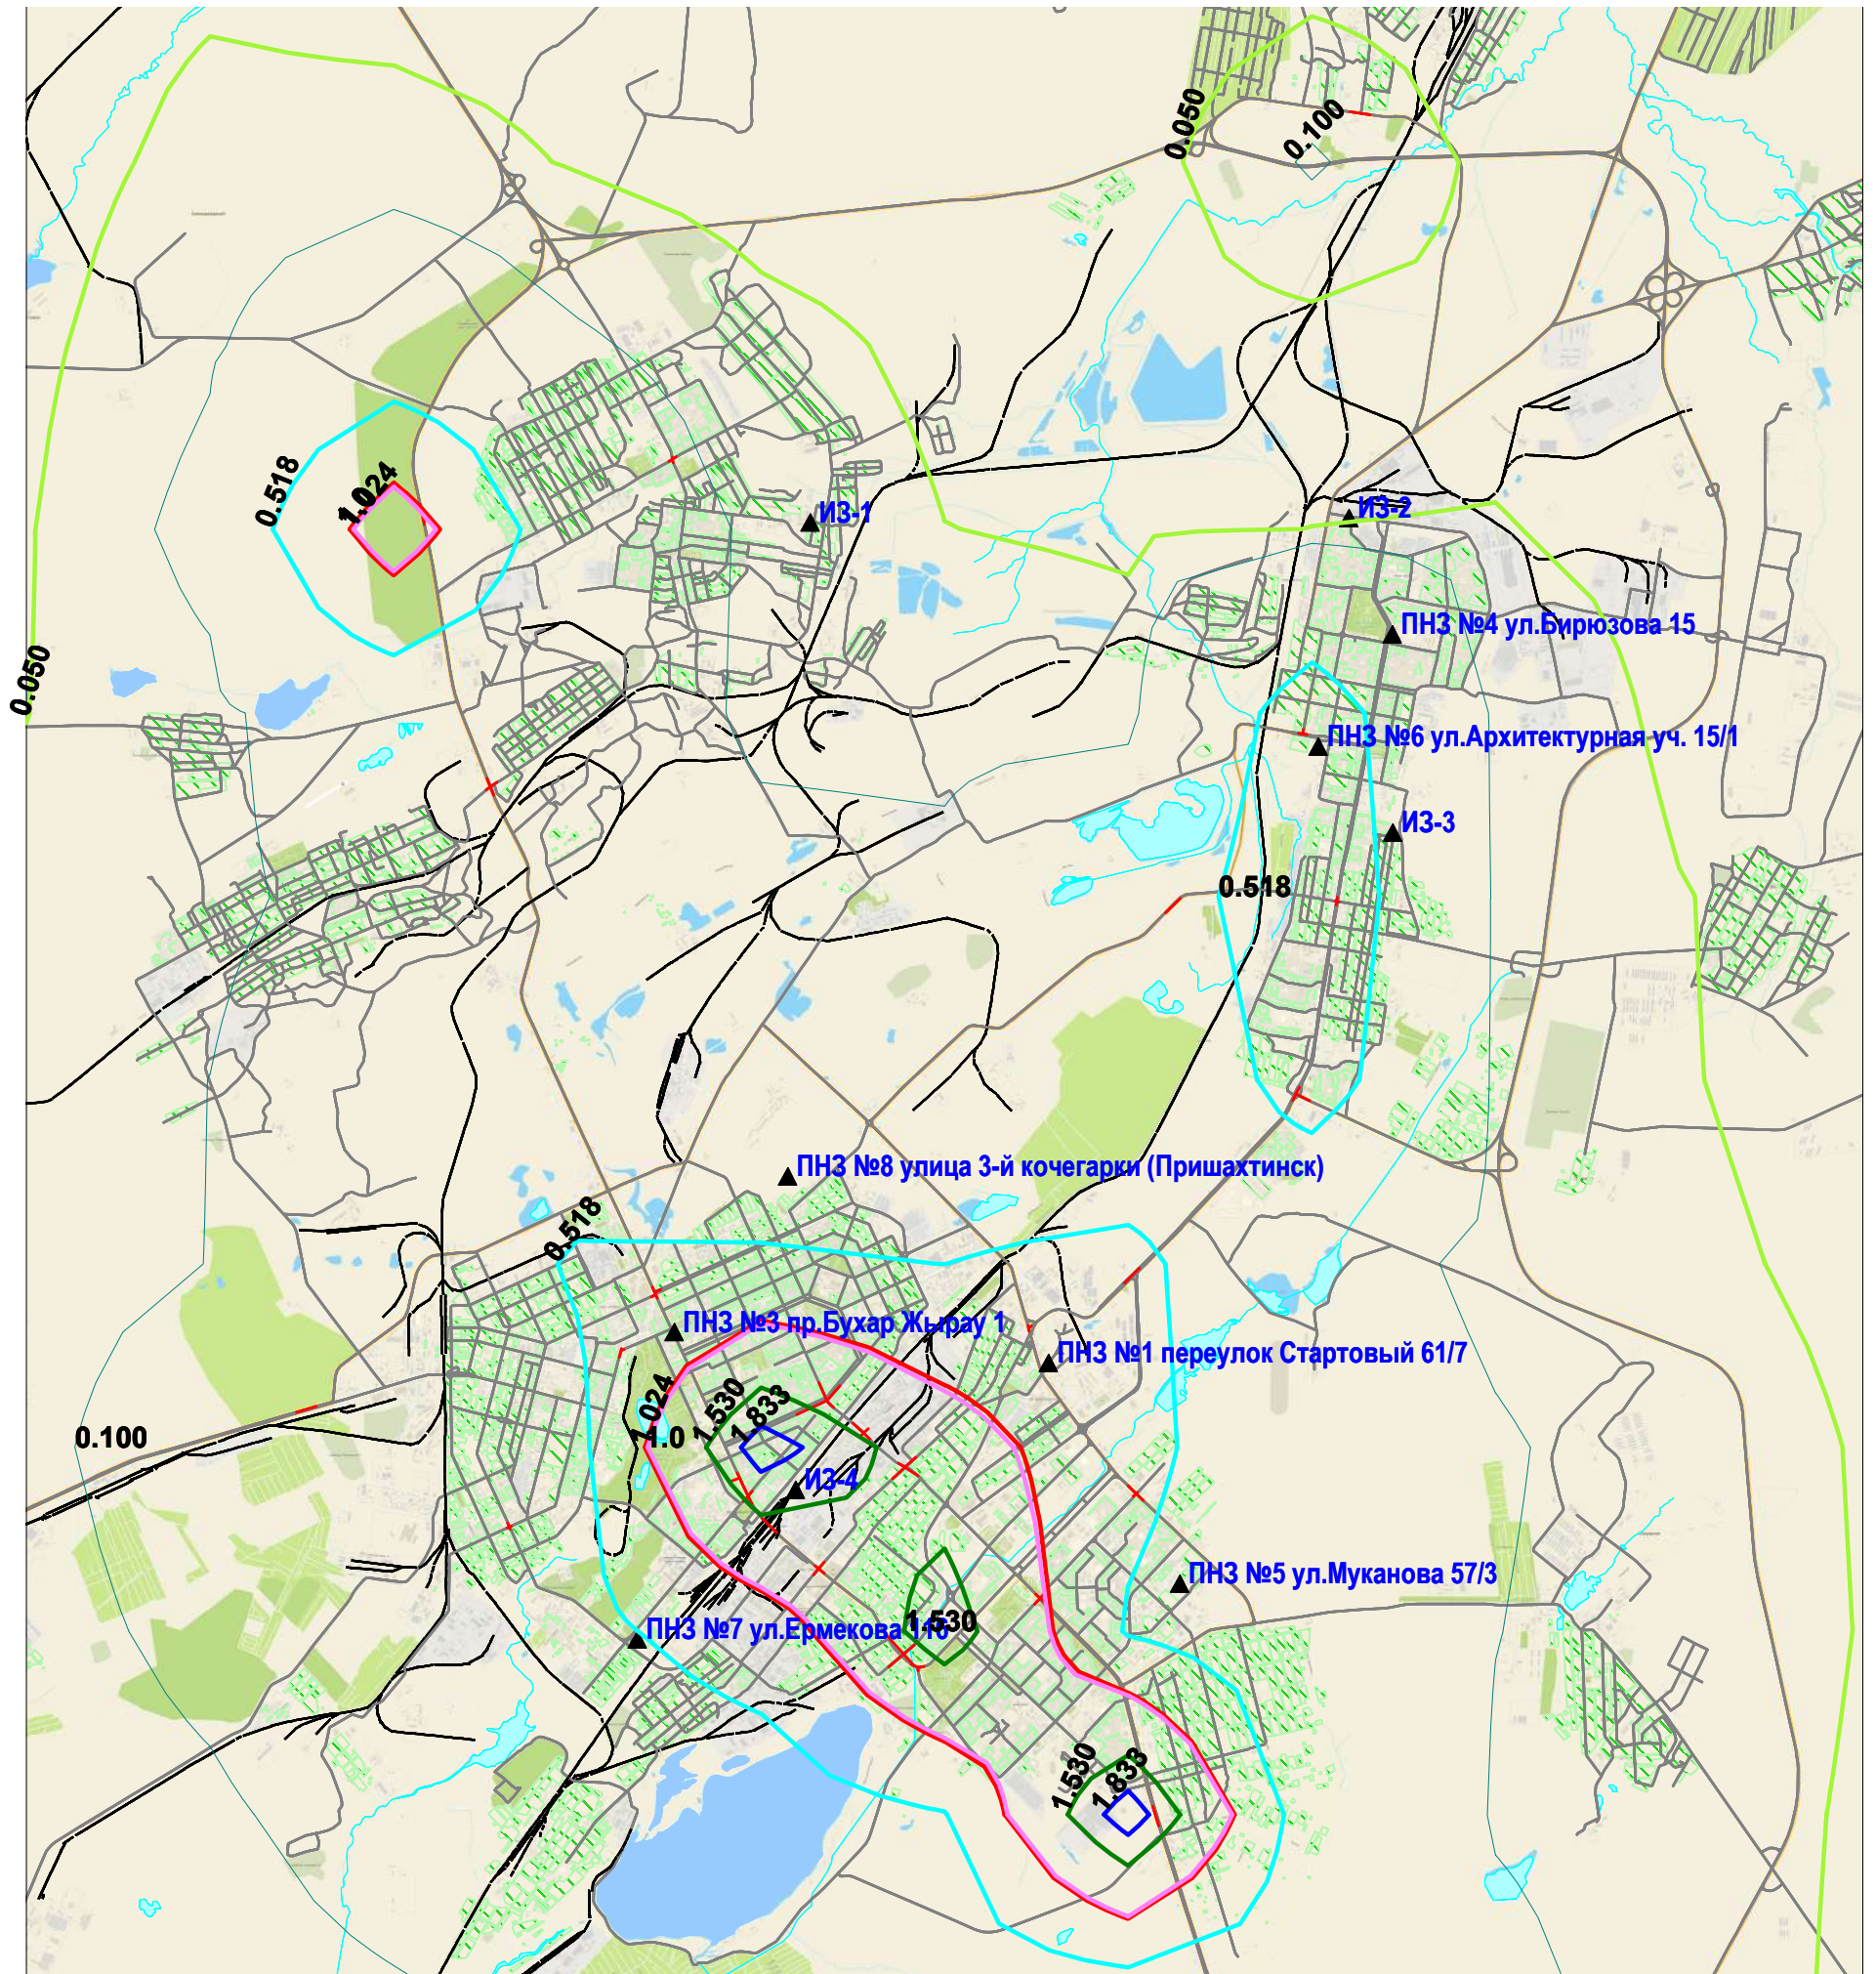 0.050
0.100
0.518
1.0
1.024
ИЗ-1
ИЗ-2
ПНЗ №4 ул.Бирюзова 15
0.050
ПНЗ №6 ул.Архитектурная уч. 15/1
ИЗ-3
0.518
ПНЗ №8 улица 3-й кочегарки (Пришахтинск)
0.518
ПНЗ №3 пр.Бухар Жырау 1
ПНЗ №1 переулок Стартовый 61/7
1.024
1.530
1.833
0.100
1.0
ИЗ-4
ПНЗ №5 ул.Муканова 57/3
1.530
ПНЗ №7 ул.Ермекова 116
1.530
1.833